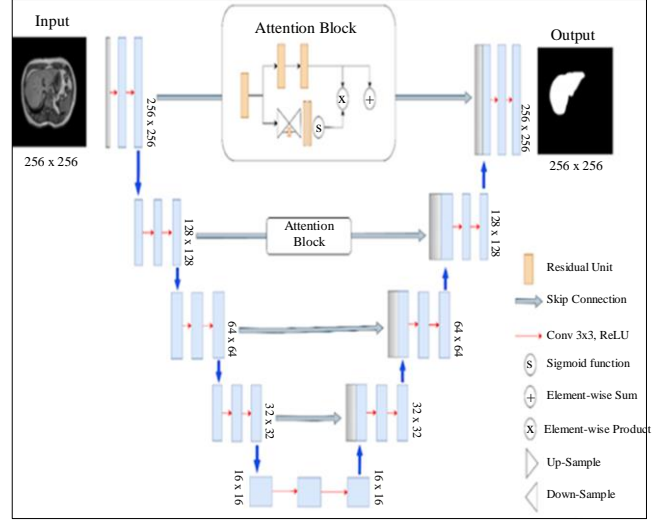 Input
Attention Block
Output
S
X
+
256 x 256
256 x 256
256 x 256
256 x 256
128 x 128
Attention
Block
128 x 128
64 x 64
64 x 64
32 x 32
32 x 32
16 x 16
16 x 16
Residual Unit
Skip Connection
Conv 3x3, ReLU
S
Sigmoid function
+
Element-wise Sum
X
Element-wise Product
Up-Sample
Down-Sample